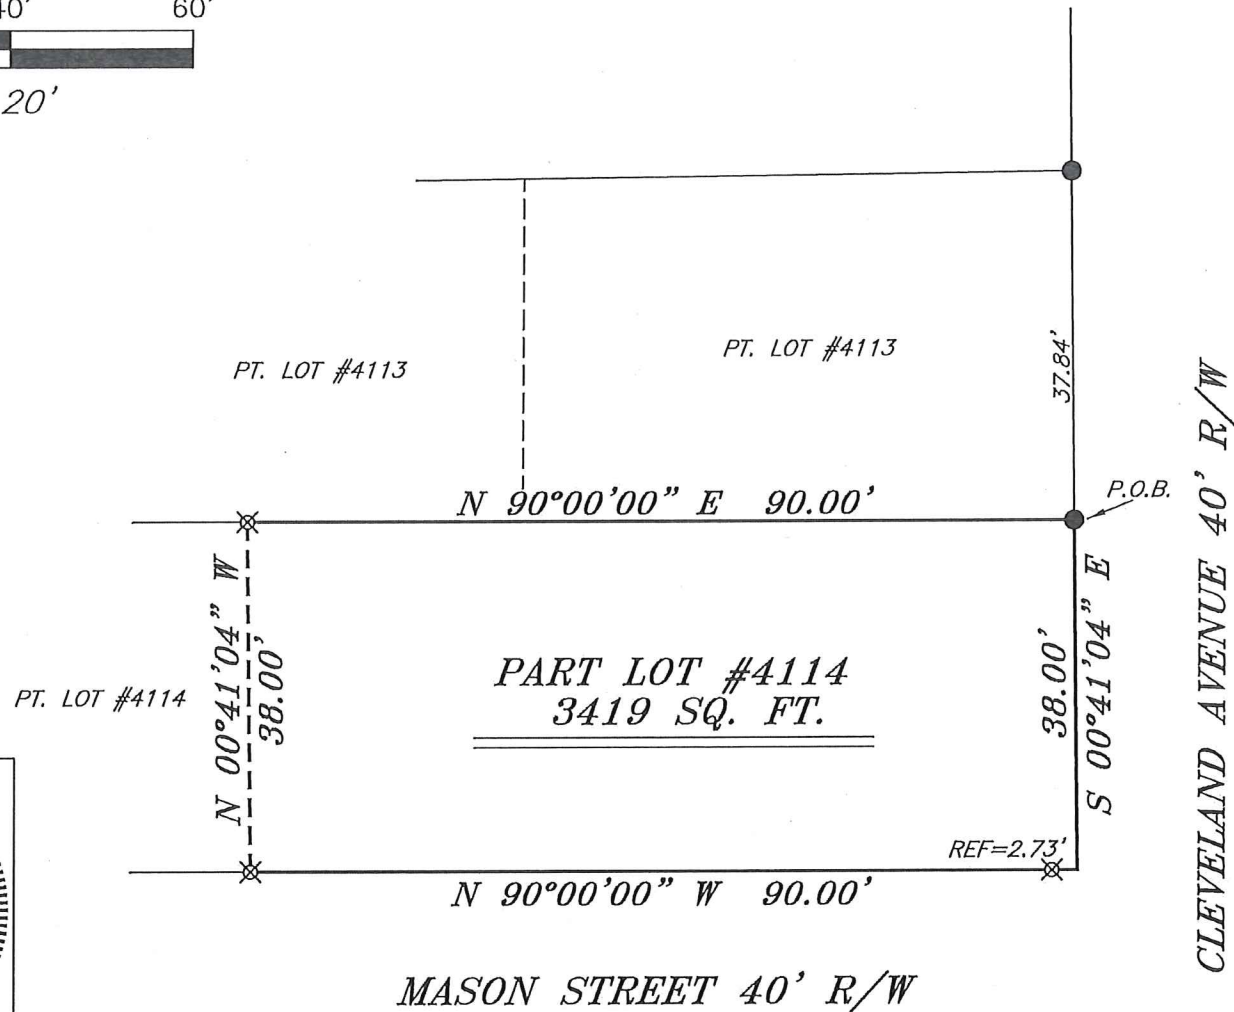 40' 60'
20'
PT. LOT #4113
PT. LOT #4113
37.84'
N 90°00'00" E 90.00'
P.O.B.
N 00°41'04" W
38.00'
PT. LOT #4114
PART LOT #4114
3419 SQ. FT.
38.00'
S 00°41'04" E
REF=2.73'
N 90°00'00" W 90.00'
MASON STREET 40' R/W
CLEVELAND AVENUE 40' R/W